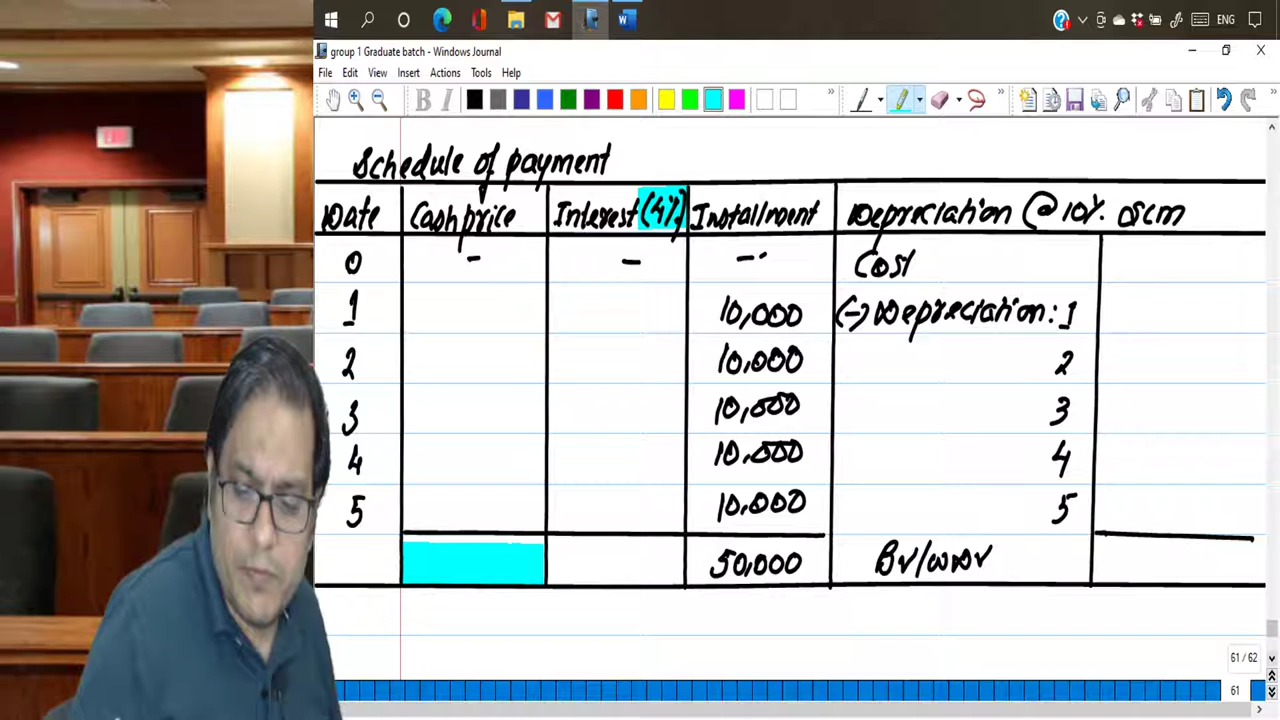 ENG
group 1 Graduate batch - Windows Journal
File Edit View Insert Actions Tools Help
Schedule of payment
Date Cash price Interest (4%) Installment Depreciation @ 10% OSCM
0 - - - Cost
1 10,000 (-) Depreciation: 1
2 10,000 2
3 10,000 3
4 10,000 4
5 10,000 5
50,000 BV/WDV
61 / 62
61